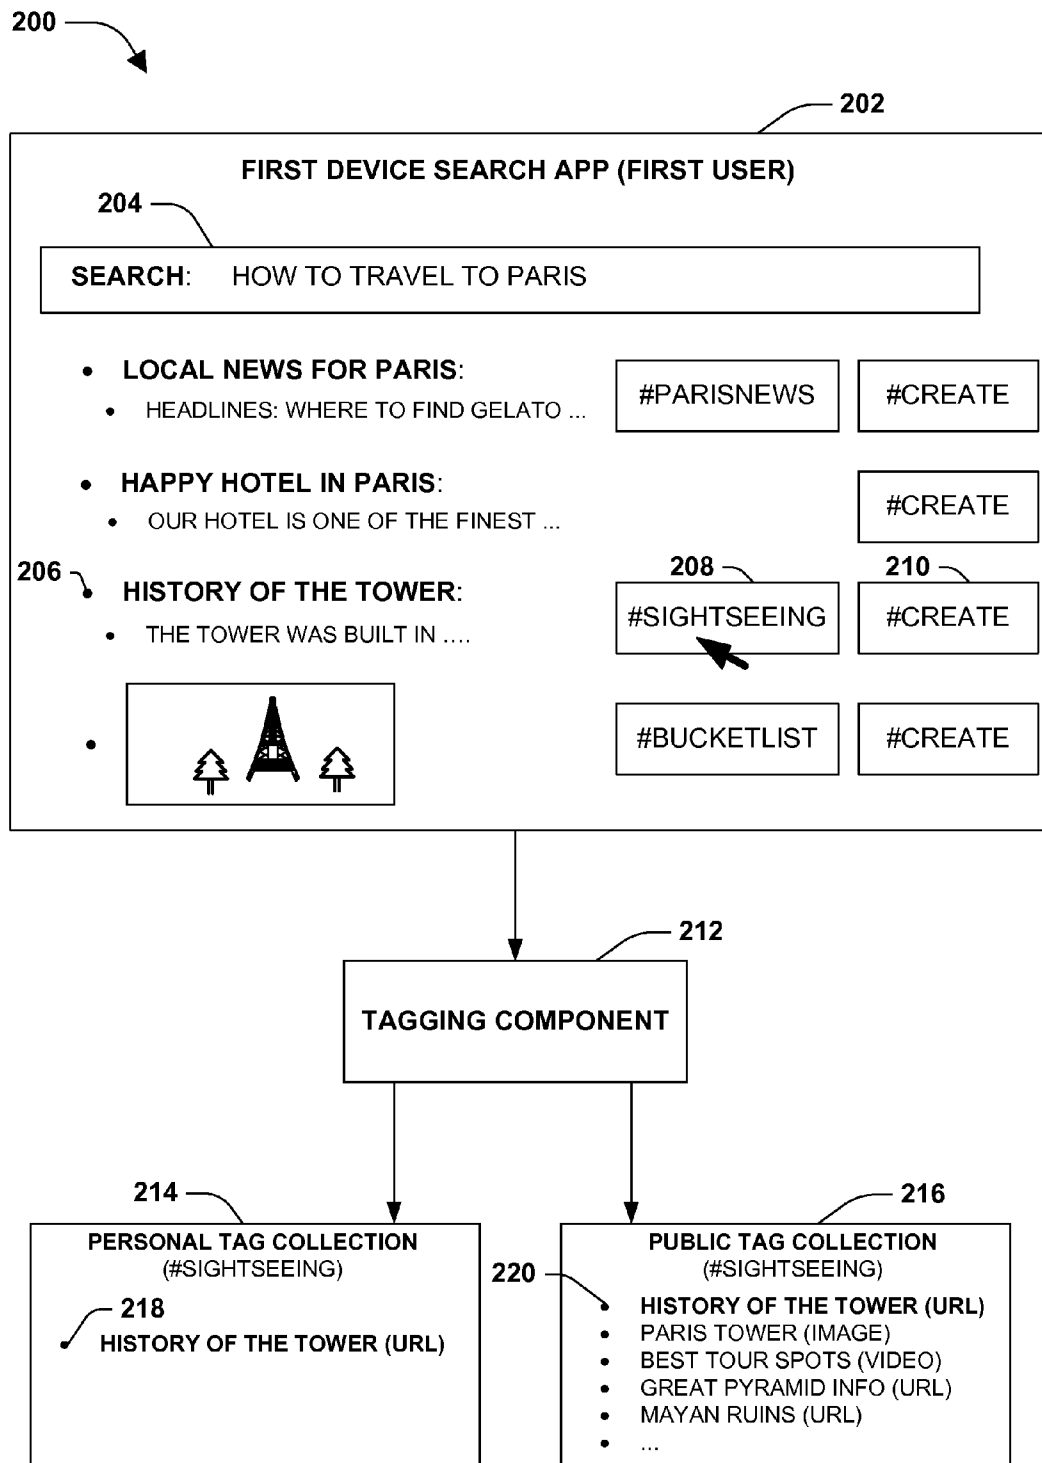 200
202
FIRST DEVICE SEARCH APP (FIRST USER)
204
SEARCH: HOW TO TRAVEL TO PARIS
• LOCAL NEWS FOR PARIS: #PARISNEWS #CREATE
• HEADLINES: WHERE TO FIND GELATO ...
• HAPPY HOTEL IN PARIS: #CREATE
• OUR HOTEL IS ONE OF THE FINEST ...
206 208 210
• HISTORY OF THE TOWER: #SIGHTSEEING #CREATE
• THE TOWER WAS BUILT IN ....
• #BUCKETLIST #CREATE
212
TAGGING COMPONENT
214
PERSONAL TAG COLLECTION
(#SIGHTSEEING)
218
• HISTORY OF THE TOWER (URL)
216
PUBLIC TAG COLLECTION
(#SIGHTSEEING)
220
• HISTORY OF THE TOWER (URL)
• PARIS TOWER (IMAGE)
• BEST TOUR SPOTS (VIDEO)
• GREAT PYRAMID INFO (URL)
• MAYAN RUINS (URL)
• ...